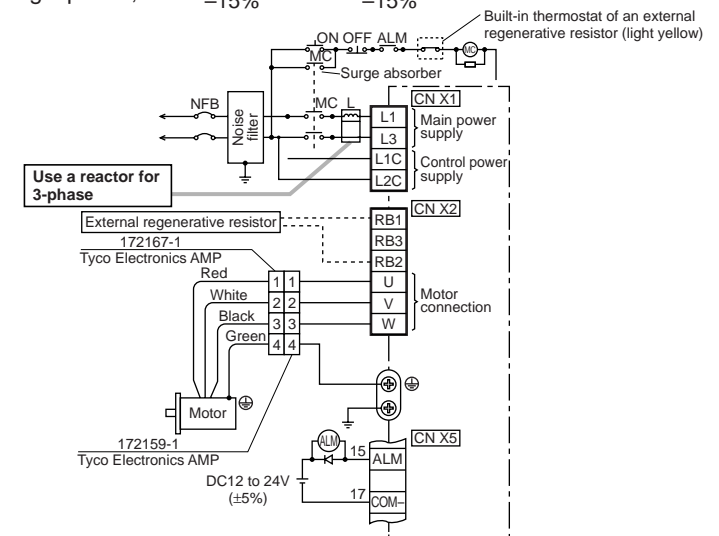 −15%
−15%
Built-in thermostat of an external
regenerative resistor (light yellow)
ON OFF ALM
MC
MC
Surge absorber
NFB
Noise
filter
MC L
CN X1
L1
L3
L1C
L2C
Main power
supply
Control power
supply
Use a reactor for
3-phase
CN X2
External regenerative resistor
RB1
RB3
RB2
U
V
W
Motor
connection
172167-1
Tyco Electronics AMP
Red
White
Black
Green
1 1
2 2
3 3
4 4
Motor
172159-1
Tyco Electronics AMP
CN X5
ALM
15
ALM
DC12 to 24V
(±5%)
17
COM−